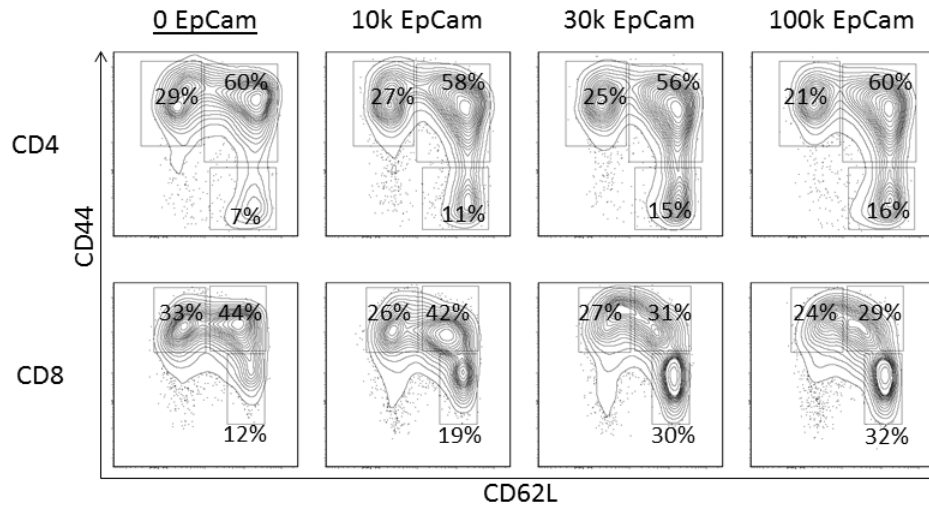 0 EpCam 10k EpCam 30k EpCam 100k EpCam
29% 60% 27% 58% 25% 56% 21% 60%
CD4
7% 11% 15% 16%
CD44
33% 44% 26% 42% 27% 31% 24% 29%
CD8
12% 19% 30% 32%
CD62L